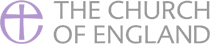 THE CHURCH
OF ENGLAND